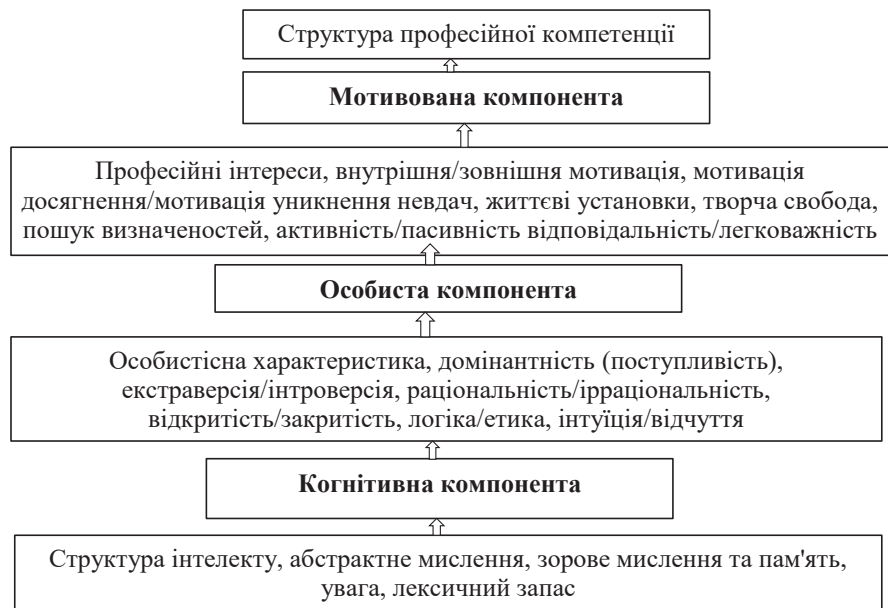 Структура професійної компетенції
Мотивована компонента
Професійні інтереси, внутрішня/зовнішня мотивація, мотивація
досягнення/мотивація уникнення невдач, життєві установки, творча свобода,
пошук визначеностей, активність/пасивність відповідальність/легковажність
Особиста компонента
Особистісна характеристика, домінантність (поступливість),
екстраверсія/інтроверсія, раціональність/ірраціональність,
відкритість/закритість, логіка/етика, інтуїція/відчуття
Когнітивна компонента
Структура інтелекту, абстрактне мислення, зорове мислення та пам'ять,
увага, лексичний запас